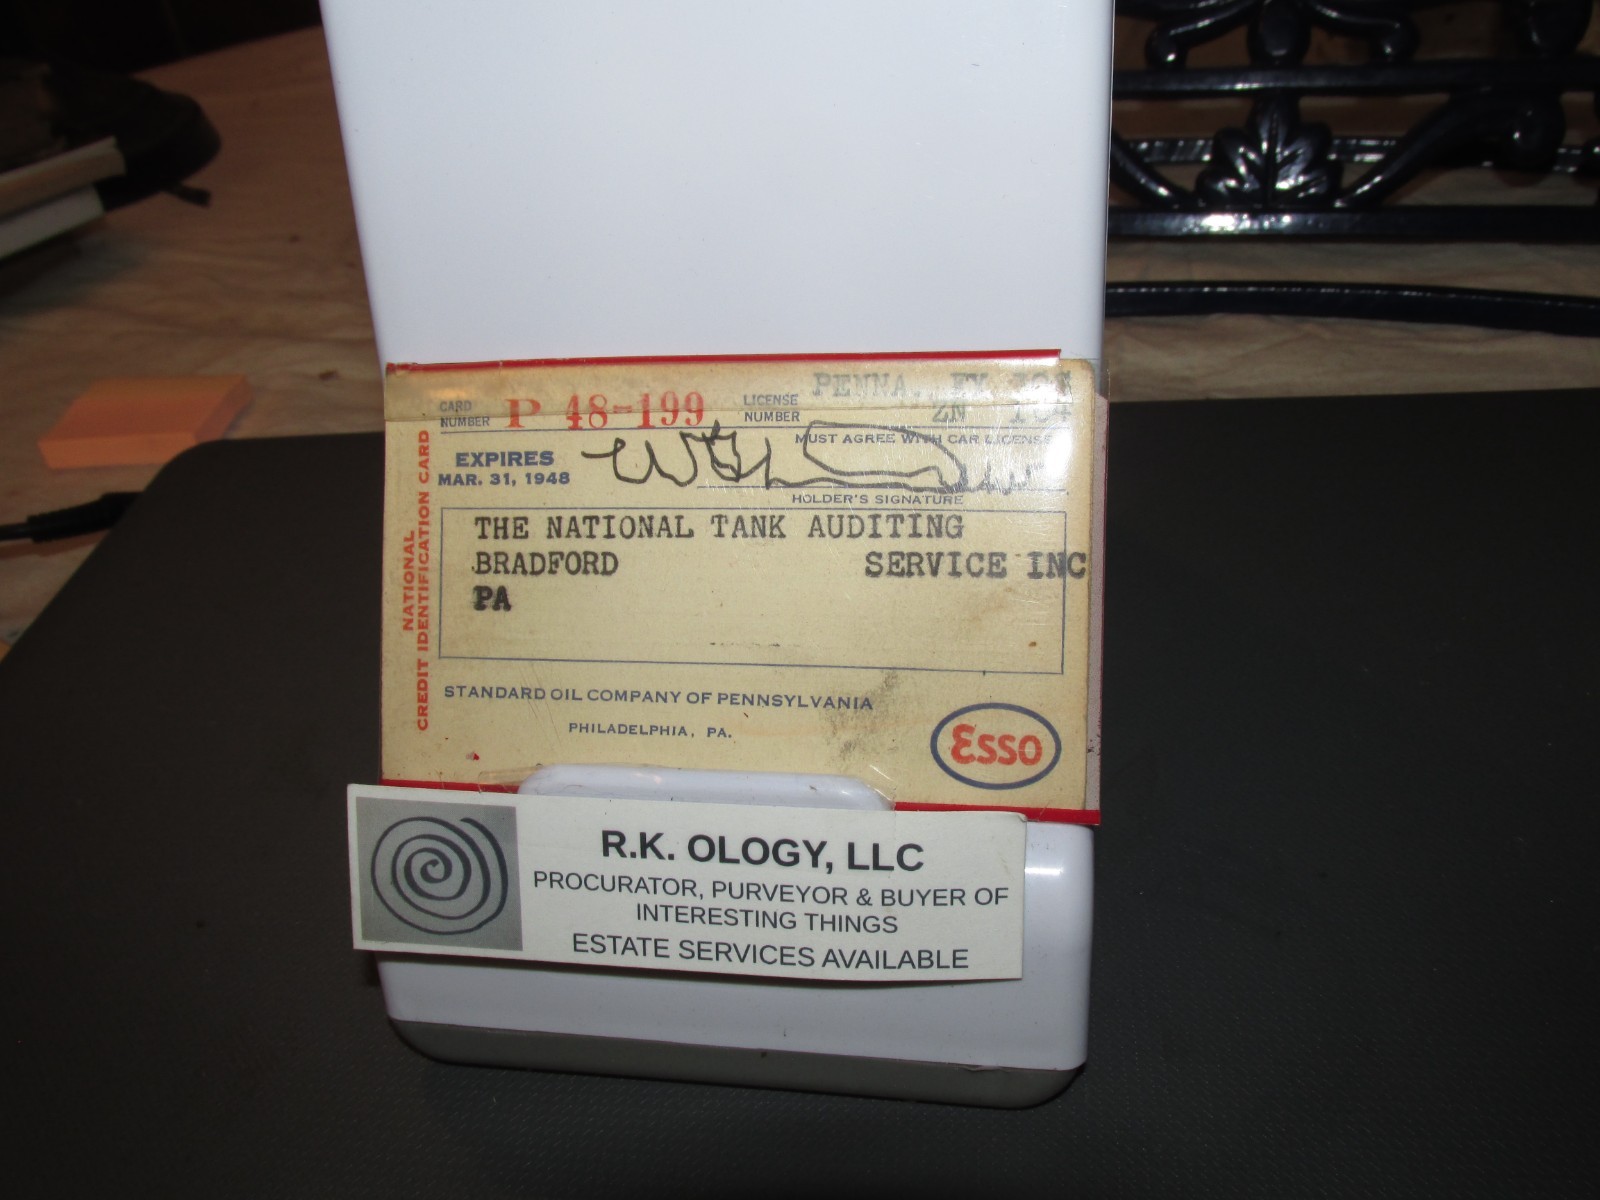 CARD NUMBER P 48-199 LICENSE NUMBER PENNA. 
MUST AGREE WITH CAR LICENSE
EXPIRES
MAR. 31, 1948
HOLDER'S SIGNATURE
NATIONAL
CREDIT IDENTIFICATION CARD
THE NATIONAL TANK AUDITING
BRADFORD SERVICE INC
PA
STANDARD OIL COMPANY OF PENNSYLVANIA
PHILADELPHIA, PA.
Esso
R.K. OLOGY, LLC
PROCURATOR, PURVEYOR & BUYER OF
INTERESTING THINGS
ESTATE SERVICES AVAILABLE